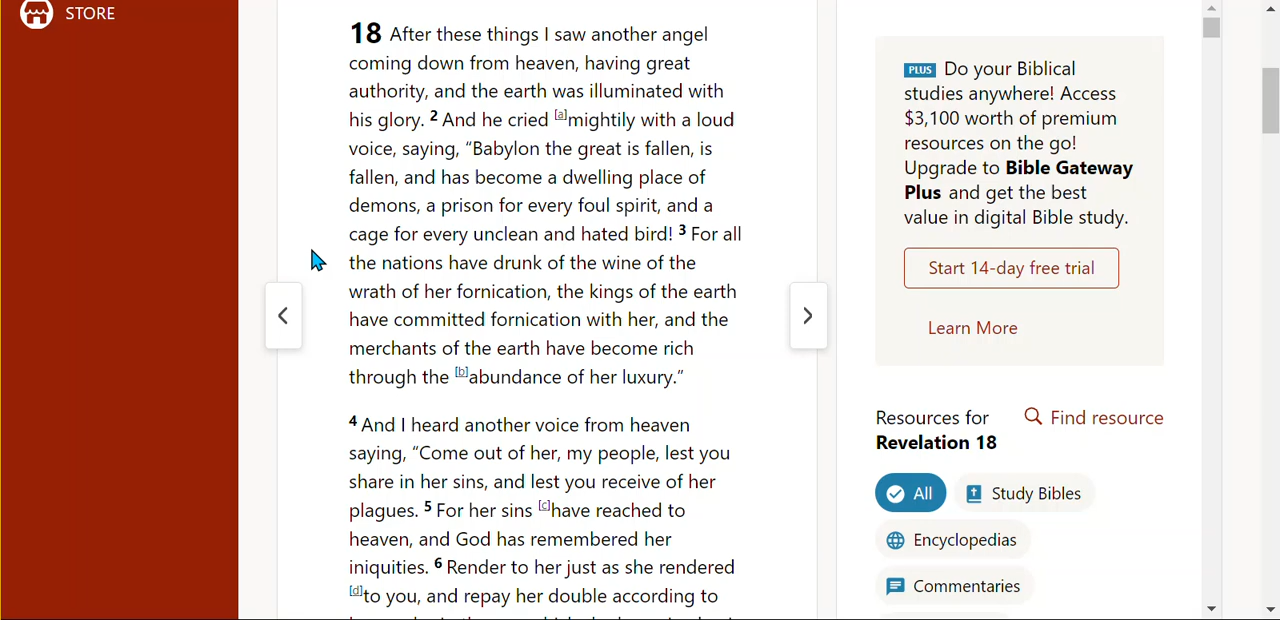 STORE
18 After these things I saw another angel
coming down from heaven, having great
authority, and the earth was illuminated with
his glory. 2 And he cried [a]mightily with a loud
voice, saying, “Babylon the great is fallen, is
fallen, and has become a dwelling place of
demons, a prison for every foul spirit, and a
cage for every unclean and hated bird! 3 For all
the nations have drunk of the wine of the
wrath of her fornication, the kings of the earth
have committed fornication with her, and the
merchants of the earth have become rich
through the [b]abundance of her luxury.”
4 And I heard another voice from heaven
saying, “Come out of her, my people, lest you
share in her sins, and lest you receive of her
plagues. 5 For her sins [c]have reached to
heaven, and God has remembered her
iniquities. 6 Render to her just as she rendered
[d]to you, and repay her double according to
PLUS Do your Biblical
studies anywhere! Access
$3,100 worth of premium
resources on the go!
Upgrade to Bible Gateway
Plus and get the best
value in digital Bible study.
Start 14-day free trial
Learn More
Resources for
Revelation 18
Find resource
All
Study Bibles
Encyclopedias
Commentaries